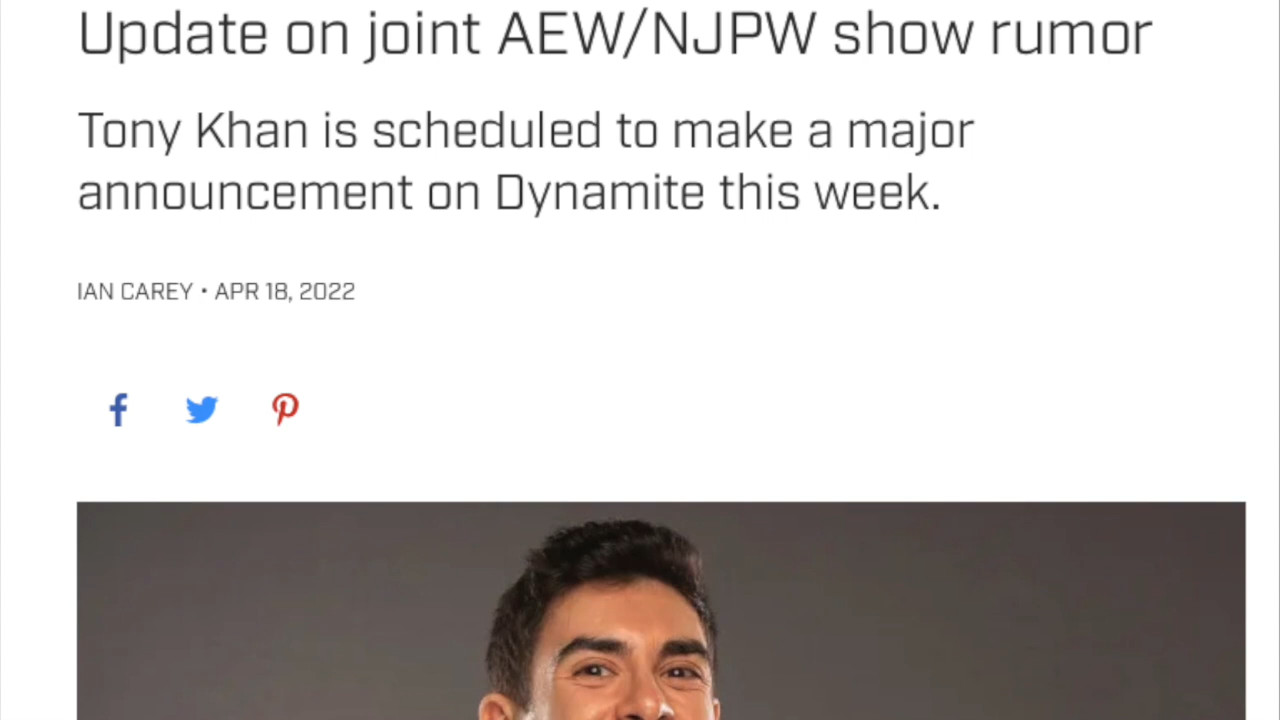 Update on joint AEW/NJPW show rumor
Tony Khan is scheduled to make a major
announcement on Dynamite this week.
IAN CAREY • APR 18, 2022